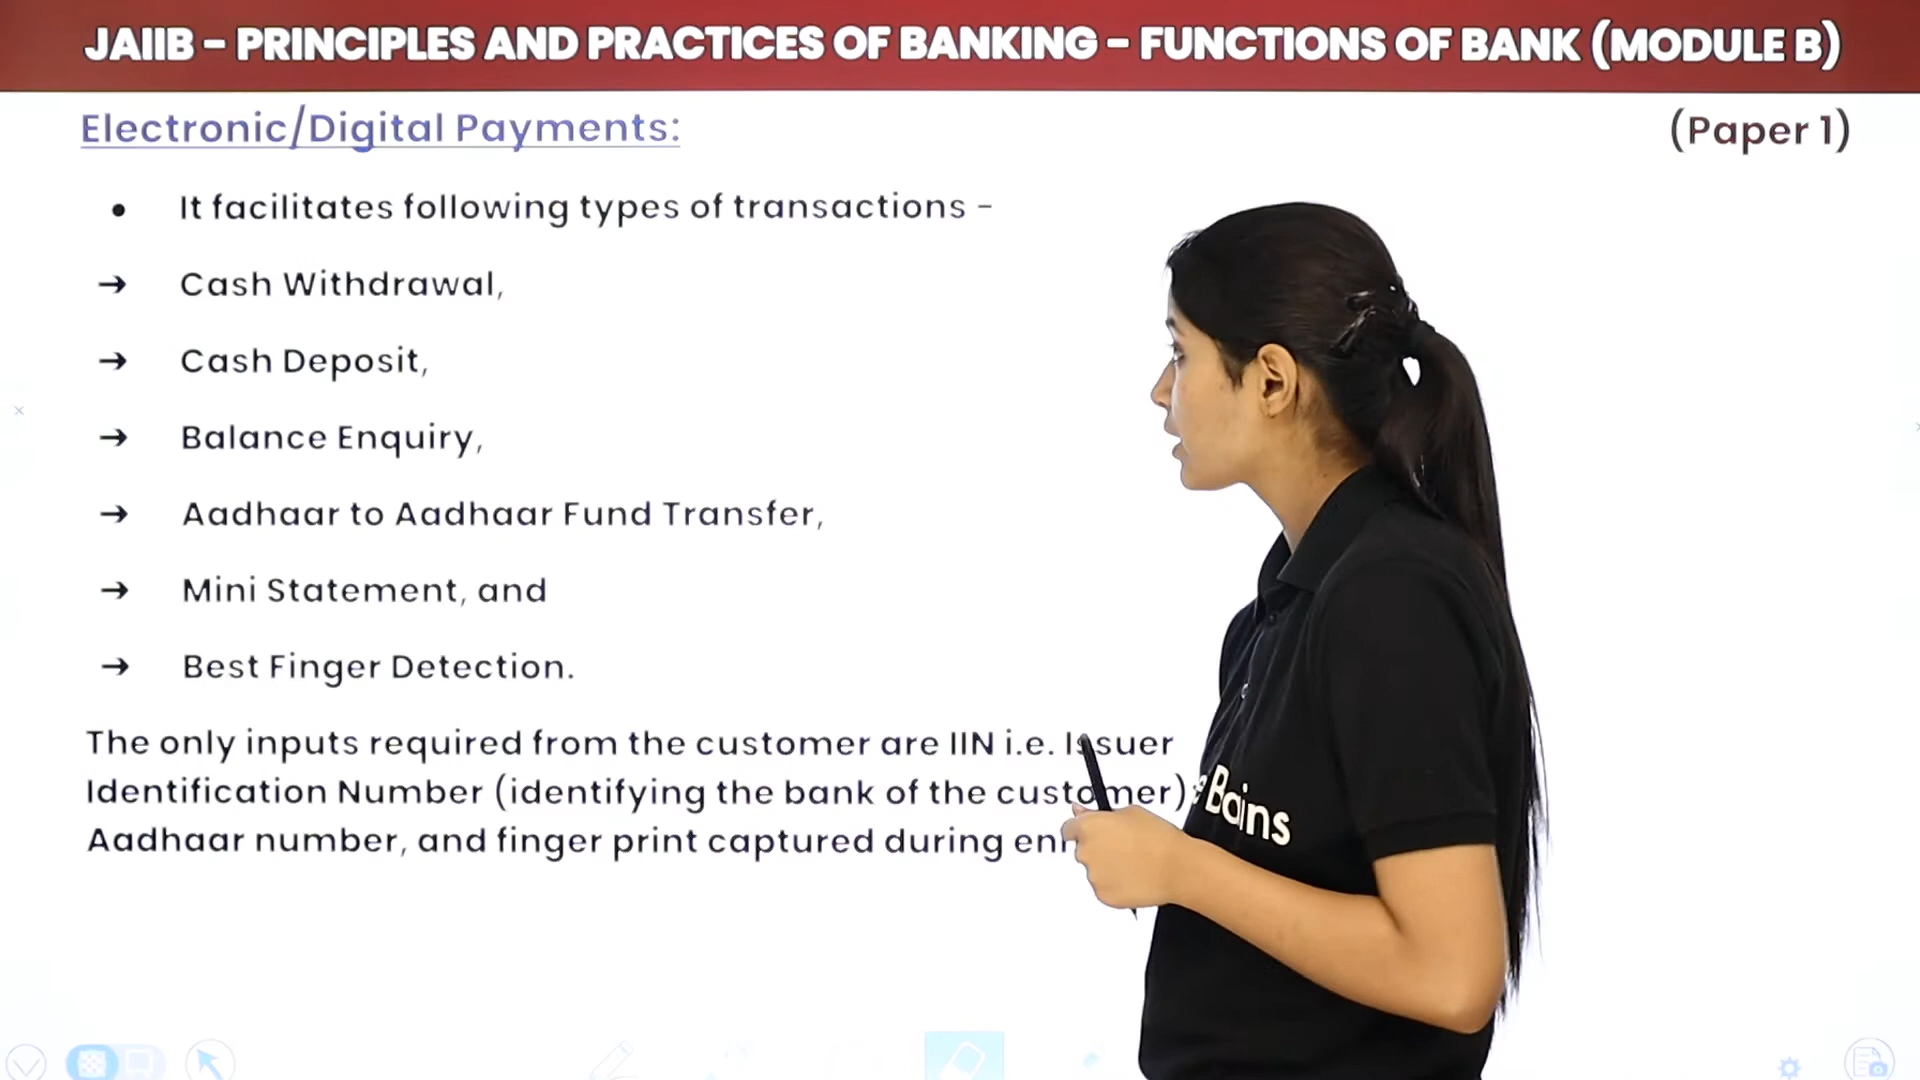 JAIIB – PRINCIPLES AND PRACTICES OF BANKING – FUNCTIONS OF BANK (MODULE B)
Electronic/Digital Payments:
(Paper 1)
• It facilitates following types of transactions –
→ Cash Withdrawal,
→ Cash Deposit,
→ Balance Enquiry,
→ Aadhaar to Aadhaar Fund Transfer,
→ Mini Statement, and
→ Best Finger Detection.
The only inputs required from the customer are IIN i.e. Issuer
Identification Number (identifying the bank of the customer)
Aadhaar number, and finger print captured during
Bains